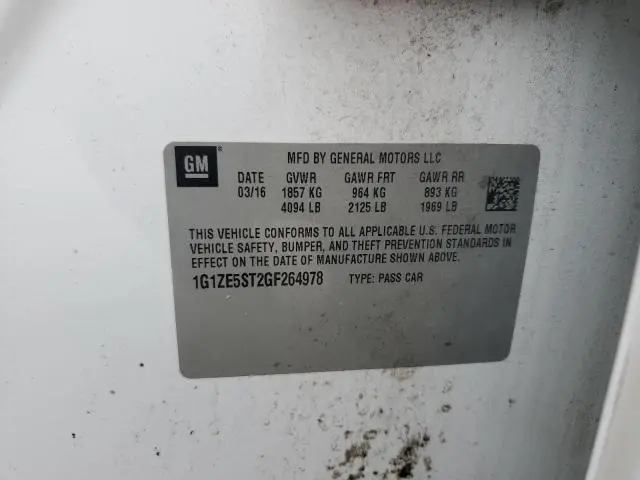 GM ®
MFD BY GENERAL MOTORS LLC
DATE GVWR GAWR FRT GAWR RR
03/16 1857 KG 964 KG 893 KG
4094 LB 2125 LB 1969 LB
THIS VEHICLE CONFORMS TO ALL APPLICABLE U.S. FEDERAL MOTOR
VEHICLE SAFETY, BUMPER, AND THEFT PREVENTION STANDARDS IN
EFFECT ON THE DATE OF MANUFACTURE SHOWN ABOVE.
1G1ZE5ST2GF264978 TYPE: PASS CAR